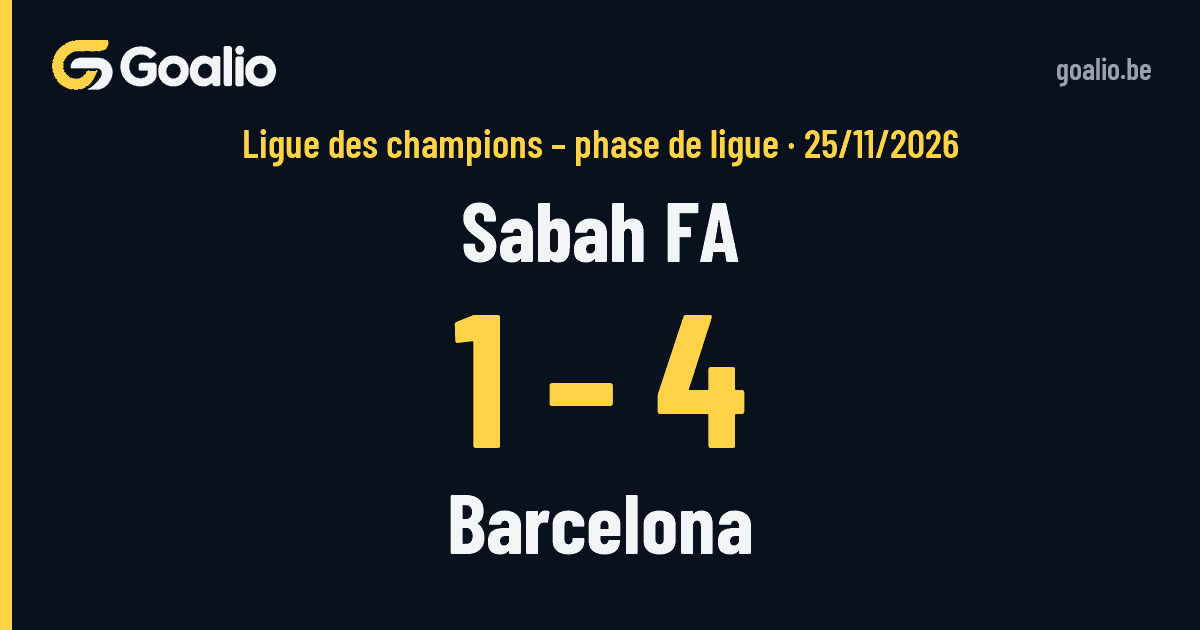 Goalio
goalio.be
Ligue des champions – phase de ligue · 25/11/2026
Sabah FA
1 – 4
Barcelona